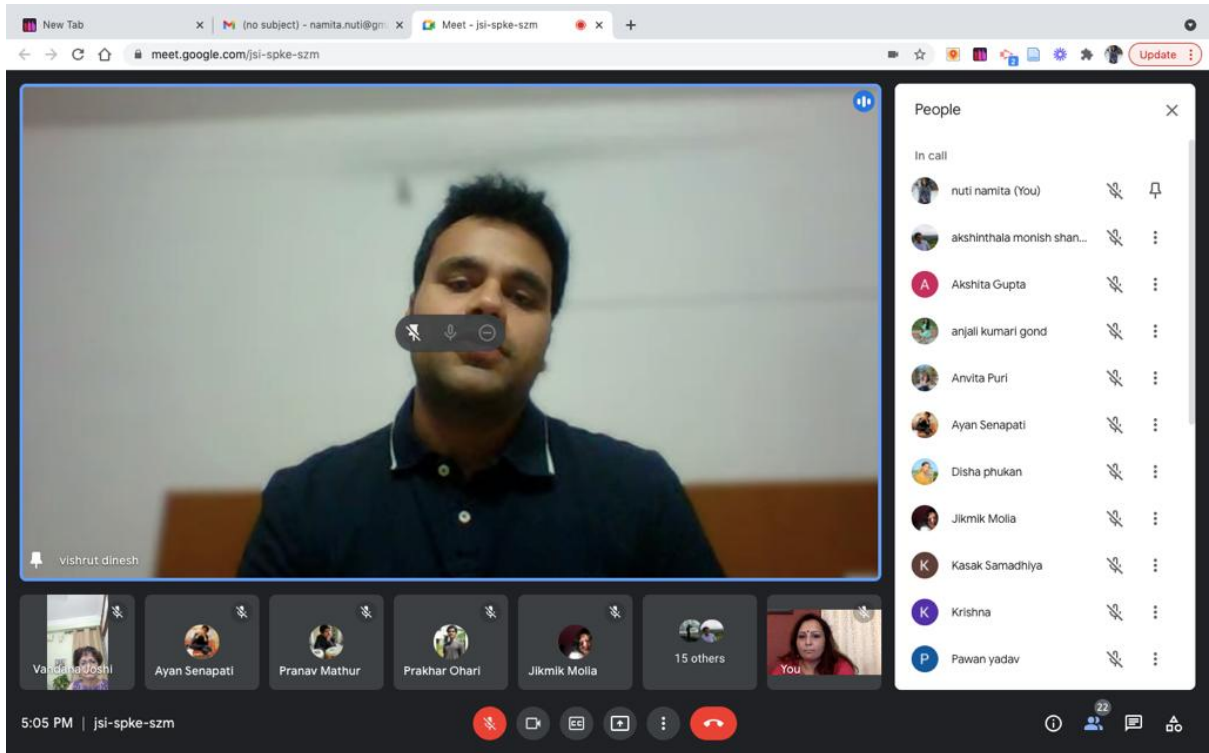 New Tab
(no subject) - namita.nuti@gm
Meet - jsi-spke-szm
meet.google.com/jsi-spke-szm
2
Update
People
In call
nuti namita (You)
akshinthala monish shan...
A Akshita Gupta
anjali kumari gond
Anvita Puri
Ayan Senapati
Disha phukan
Jikmik Molia
K Kasak Samadhiya
K Krishna
P Pawan yadav
vishrut dinesh
Vandana Joshi
Ayan Senapati
Pranav Mathur
Prakhar Ohari
Jikmik Molia
15 others
You
5:05 PM | jsi-spke-szm
CC
22